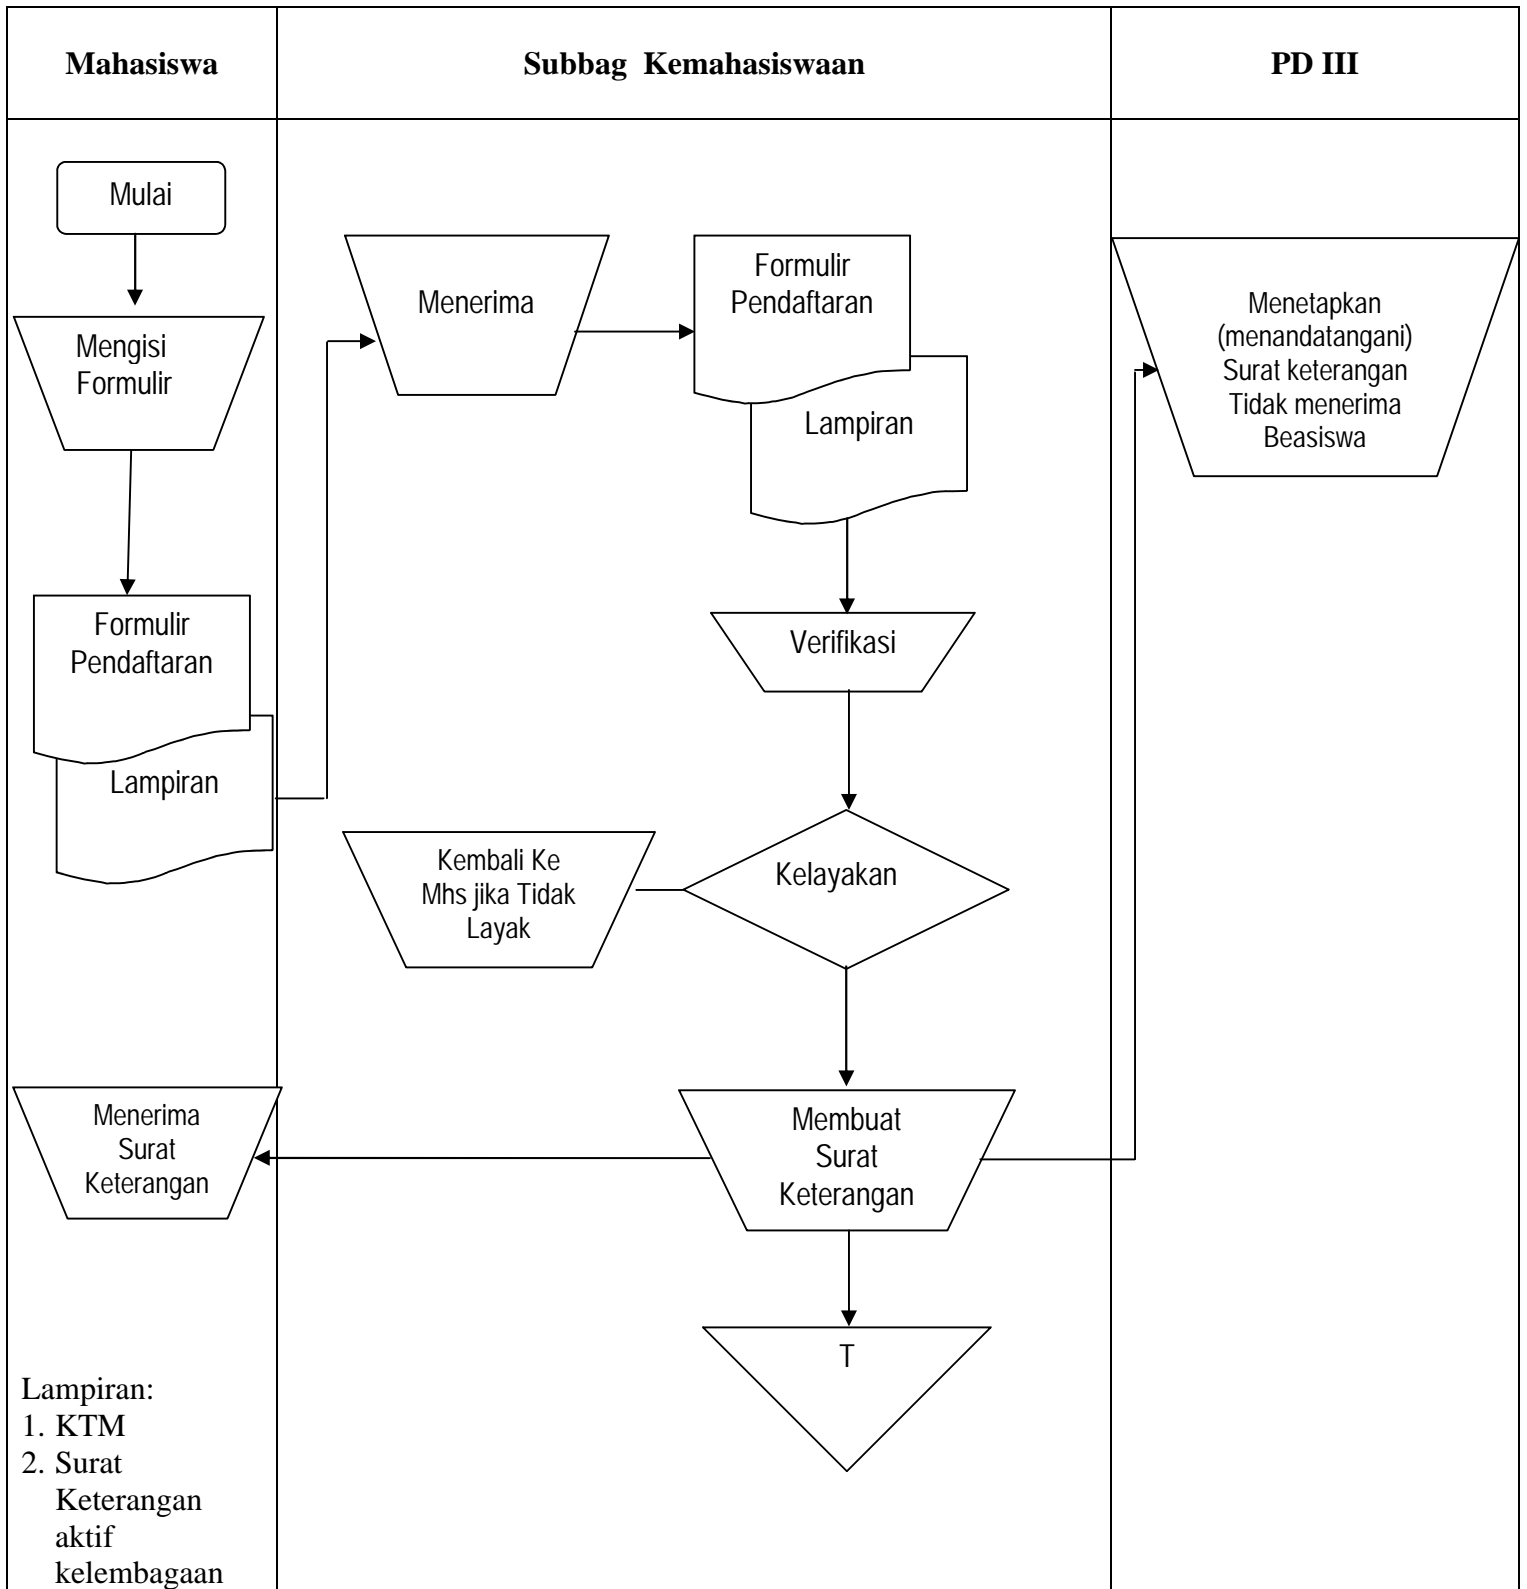 Mahasiswa
Subbag Kemahasiswaan
PD III
Mulai
Mengisi
Formulir
Formulir
Pendaftaran
Lampiran
Menerima
Formulir
Pendaftaran
Lampiran
Verifikasi
Kelayakan
Kembali Ke
Mhs jika Tidak
Layak
Membuat
Surat
Keterangan
Menetapkan
(menandatangani)
Surat keterangan
Tidak menerima
Beasiswa
Menerima
Surat
Keterangan
T
Lampiran:
1. KTM
2. Surat
Keterangan
aktif
kelembagaan